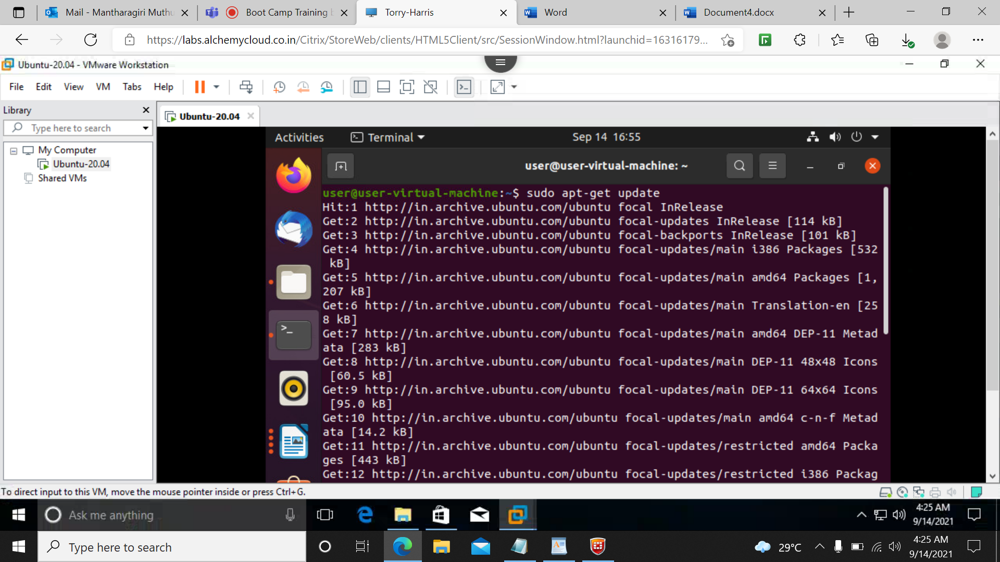 Mail - Mantharagiri Muthu
Boot Camp Training b
Torry-Harris
Word
Document4.docx
https://labs.alchemycloud.co.in/Citrix/StoreWeb/clients/HTML5Client/src/SessionWindow.html?launchid=16316179...
Ubuntu-20.04 - VMware Workstation
File Edit View VM Tabs Help
Library
Ubuntu-20.04
Type here to search
My Computer
Ubuntu-20.04
Shared VMs
Activities Terminal Sep 14 16:55
user@user-virtual-machine: ~
user@user-virtual-machine:~$ sudo apt-get update
Hit:1 http://in.archive.ubuntu.com/ubuntu focal InRelease
Get:2 http://in.archive.ubuntu.com/ubuntu focal-updates InRelease [114 kB]
Get:3 http://in.archive.ubuntu.com/ubuntu focal-backports InRelease [101 kB]
Get:4 http://in.archive.ubuntu.com/ubuntu focal-updates/main i386 Packages [532
kB]
Get:5 http://in.archive.ubuntu.com/ubuntu focal-updates/main amd64 Packages [1,
207 kB]
Get:6 http://in.archive.ubuntu.com/ubuntu focal-updates/main Translation-en [25
8 kB]
Get:7 http://in.archive.ubuntu.com/ubuntu focal-updates/main amd64 DEP-11 Metad
ata [283 kB]
Get:8 http://in.archive.ubuntu.com/ubuntu focal-updates/main DEP-11 48x48 Icons
[60.5 kB]
Get:9 http://in.archive.ubuntu.com/ubuntu focal-updates/main DEP-11 64x64 Icons
[95.0 kB]
Get:10 http://in.archive.ubuntu.com/ubuntu focal-updates/main amd64 c-n-f Metad
ata [14.2 kB]
Get:11 http://in.archive.ubuntu.com/ubuntu focal-updates/restricted amd64 Packa
ges [443 kB]
Get:12 http://in.archive.ubuntu.com/ubuntu focal-updates/restricted i386 Packag
To direct input to this VM, move the mouse pointer inside or press Ctrl+G.
Ask me anything
4:25 AM
9/14/2021
Type here to search
29°C
4:25 AM
9/14/2021